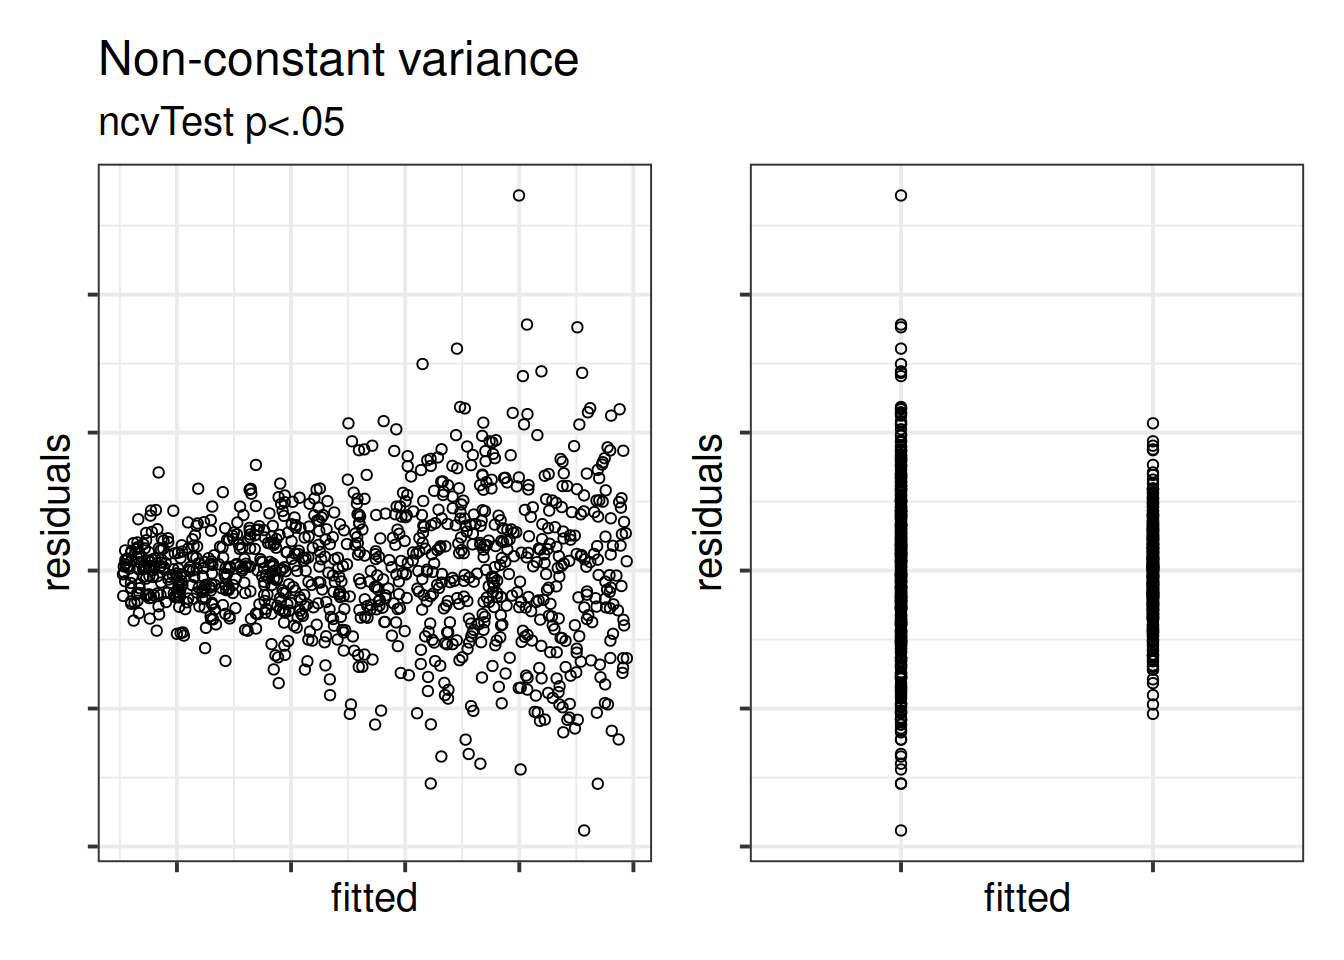 Non-constant variance
ncvTest p<.05
residuals
fitted
residuals
fitted